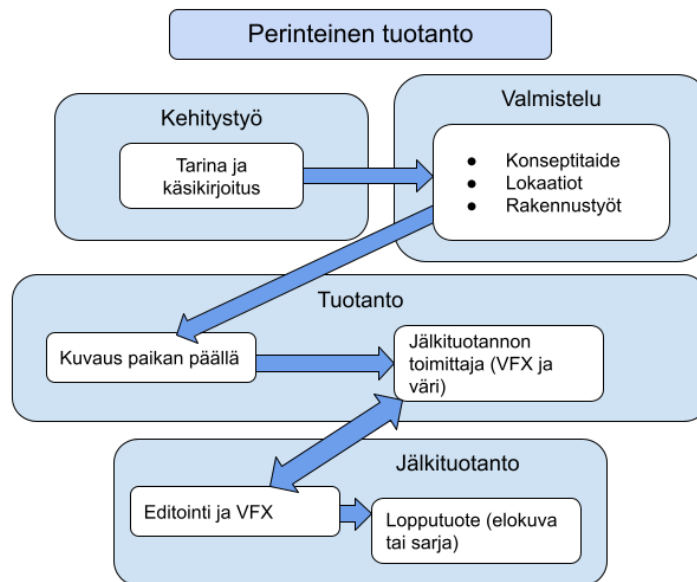 Perinteinen tuotanto
Kehitystyö
Tarina ja
käsikirjoitus
Valmistelu
● Konseptitaide
● Lokaatiot
● Rakennustyöt
Tuotanto
Kuvaus paikan päällä
Jälkituotannon
toimittaja (VFX ja
väri)
Jälkituotanto
Editointi ja VFX
Lopputuote (elokuva
tai sarja)